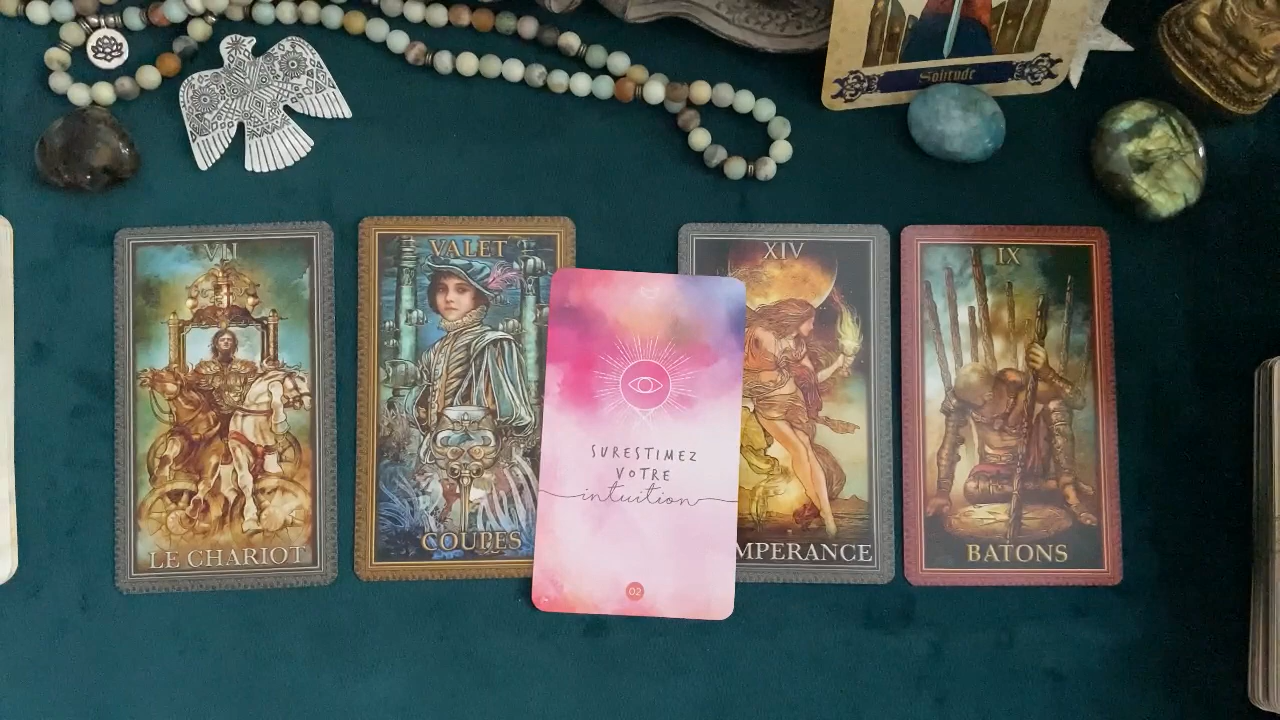 Solitude
VII
LE CHARIOT
VALET
COUPES
SURESTIMEZ
VOTRE
intuition
02
XIV
MPERANCE
IX
BATONS